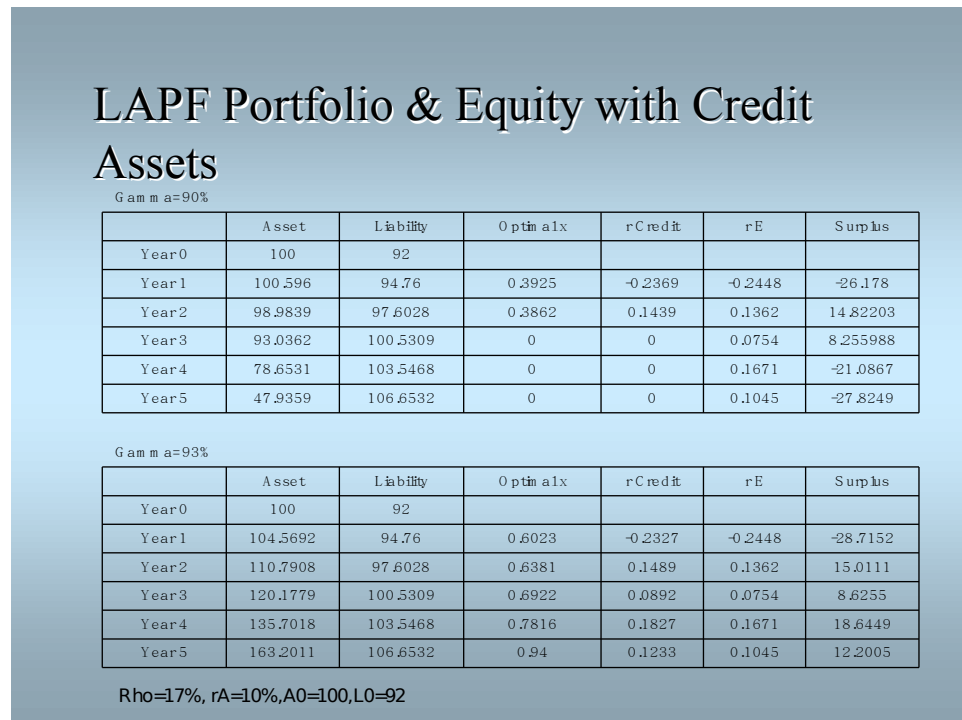 LAPF Portfolio & Equity with Credit
Assets
Gamma=90%
Asset Liability Optimal x rCredit rE Surplus
Year0 100 92
Year1 100.596 94.76 0.3925 -0.2369 -0.2448 -26.178
Year2 98.9839 97.6028 0.3862 0.1439 0.1362 14.82203
Year3 93.0362 100.5309 0 0 0.0754 8.255988
Year4 78.6531 103.5468 0 0 0.1671 -21.0867
Year5 47.9359 106.6532 0 0 0.1045 -27.8249
Gamma=93%
Asset Liability Optimal x rCredit rE Surplus
Year0 100 92
Year1 104.5692 94.76 0.6023 -0.2327 -0.2448 -28.7152
Year2 110.7908 97.6028 0.6381 0.1489 0.1362 15.0111
Year3 120.1779 100.5309 0.6922 0.0892 0.0754 8.6255
Year4 135.7018 103.5468 0.7816 0.1827 0.1671 18.6449
Year5 163.2011 106.6532 0.94 0.1233 0.1045 12.2005
Rho=17%, rA=10%,A0=100,L0=92